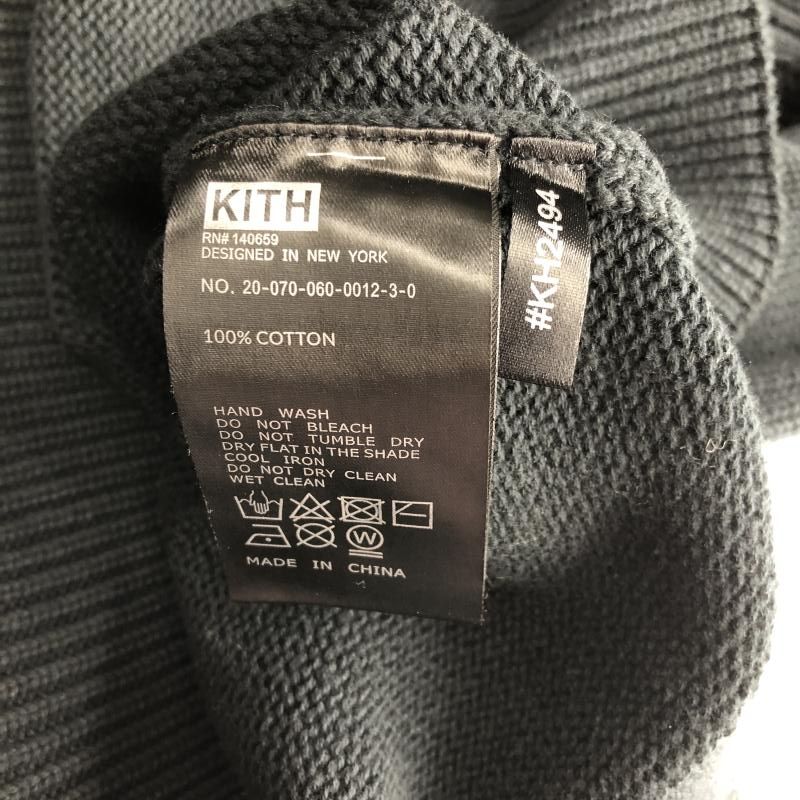 KITH
RN# 140659
DESIGNED IN NEW YORK
NO. 20-070-060-0012-3-0
100% COTTON
HAND WASH
DO NOT BLEACH
DO NOT TUMBLE DRY
DRY FLAT IN THE SHADE
COOL IRON
DO NOT DRY CLEAN
WET CLEAN
W
MADE IN CHINA
#KH2494